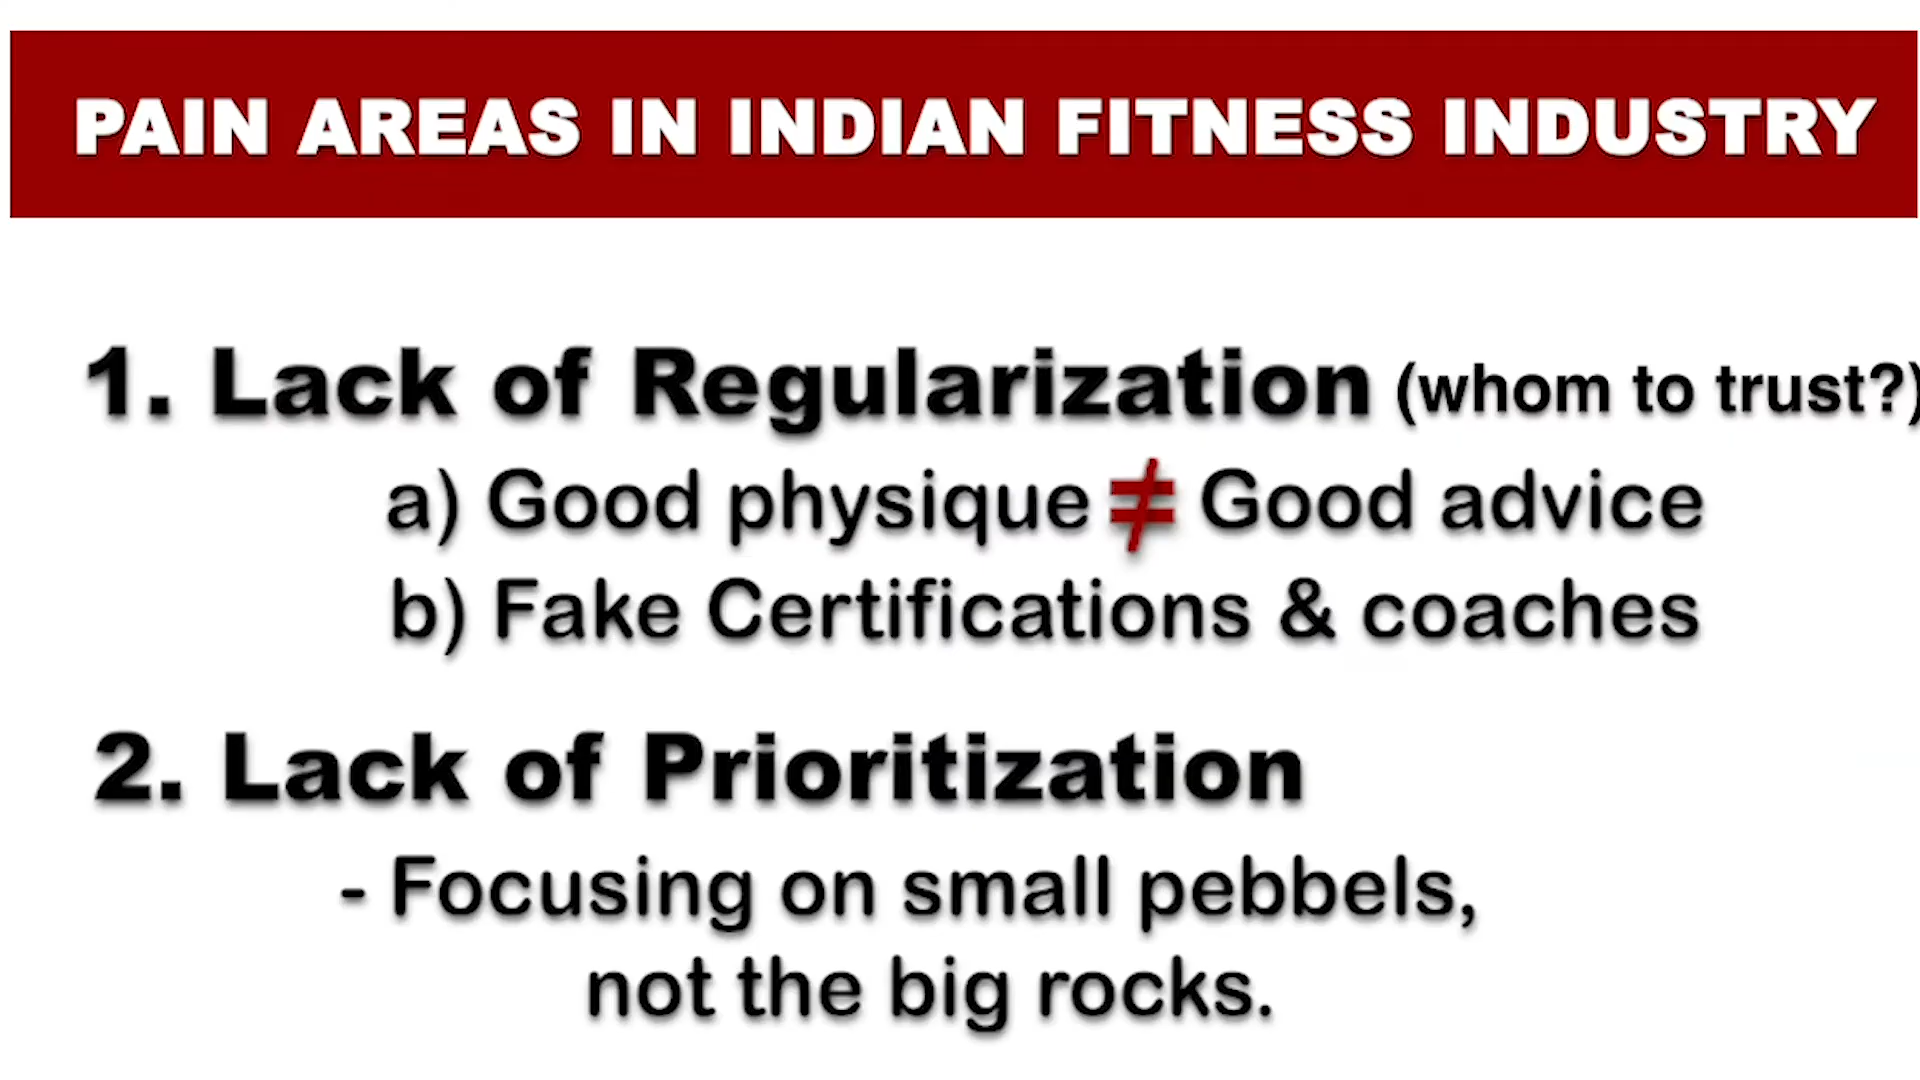 PAIN AREAS IN INDIAN FITNESS INDUSTRY
1. Lack of Regularization (whom to trust?)
a) Good physique ≠ Good advice
b) Fake Certifications & coaches
2. Lack of Prioritization
- Focusing on small pebbels,
not the big rocks.